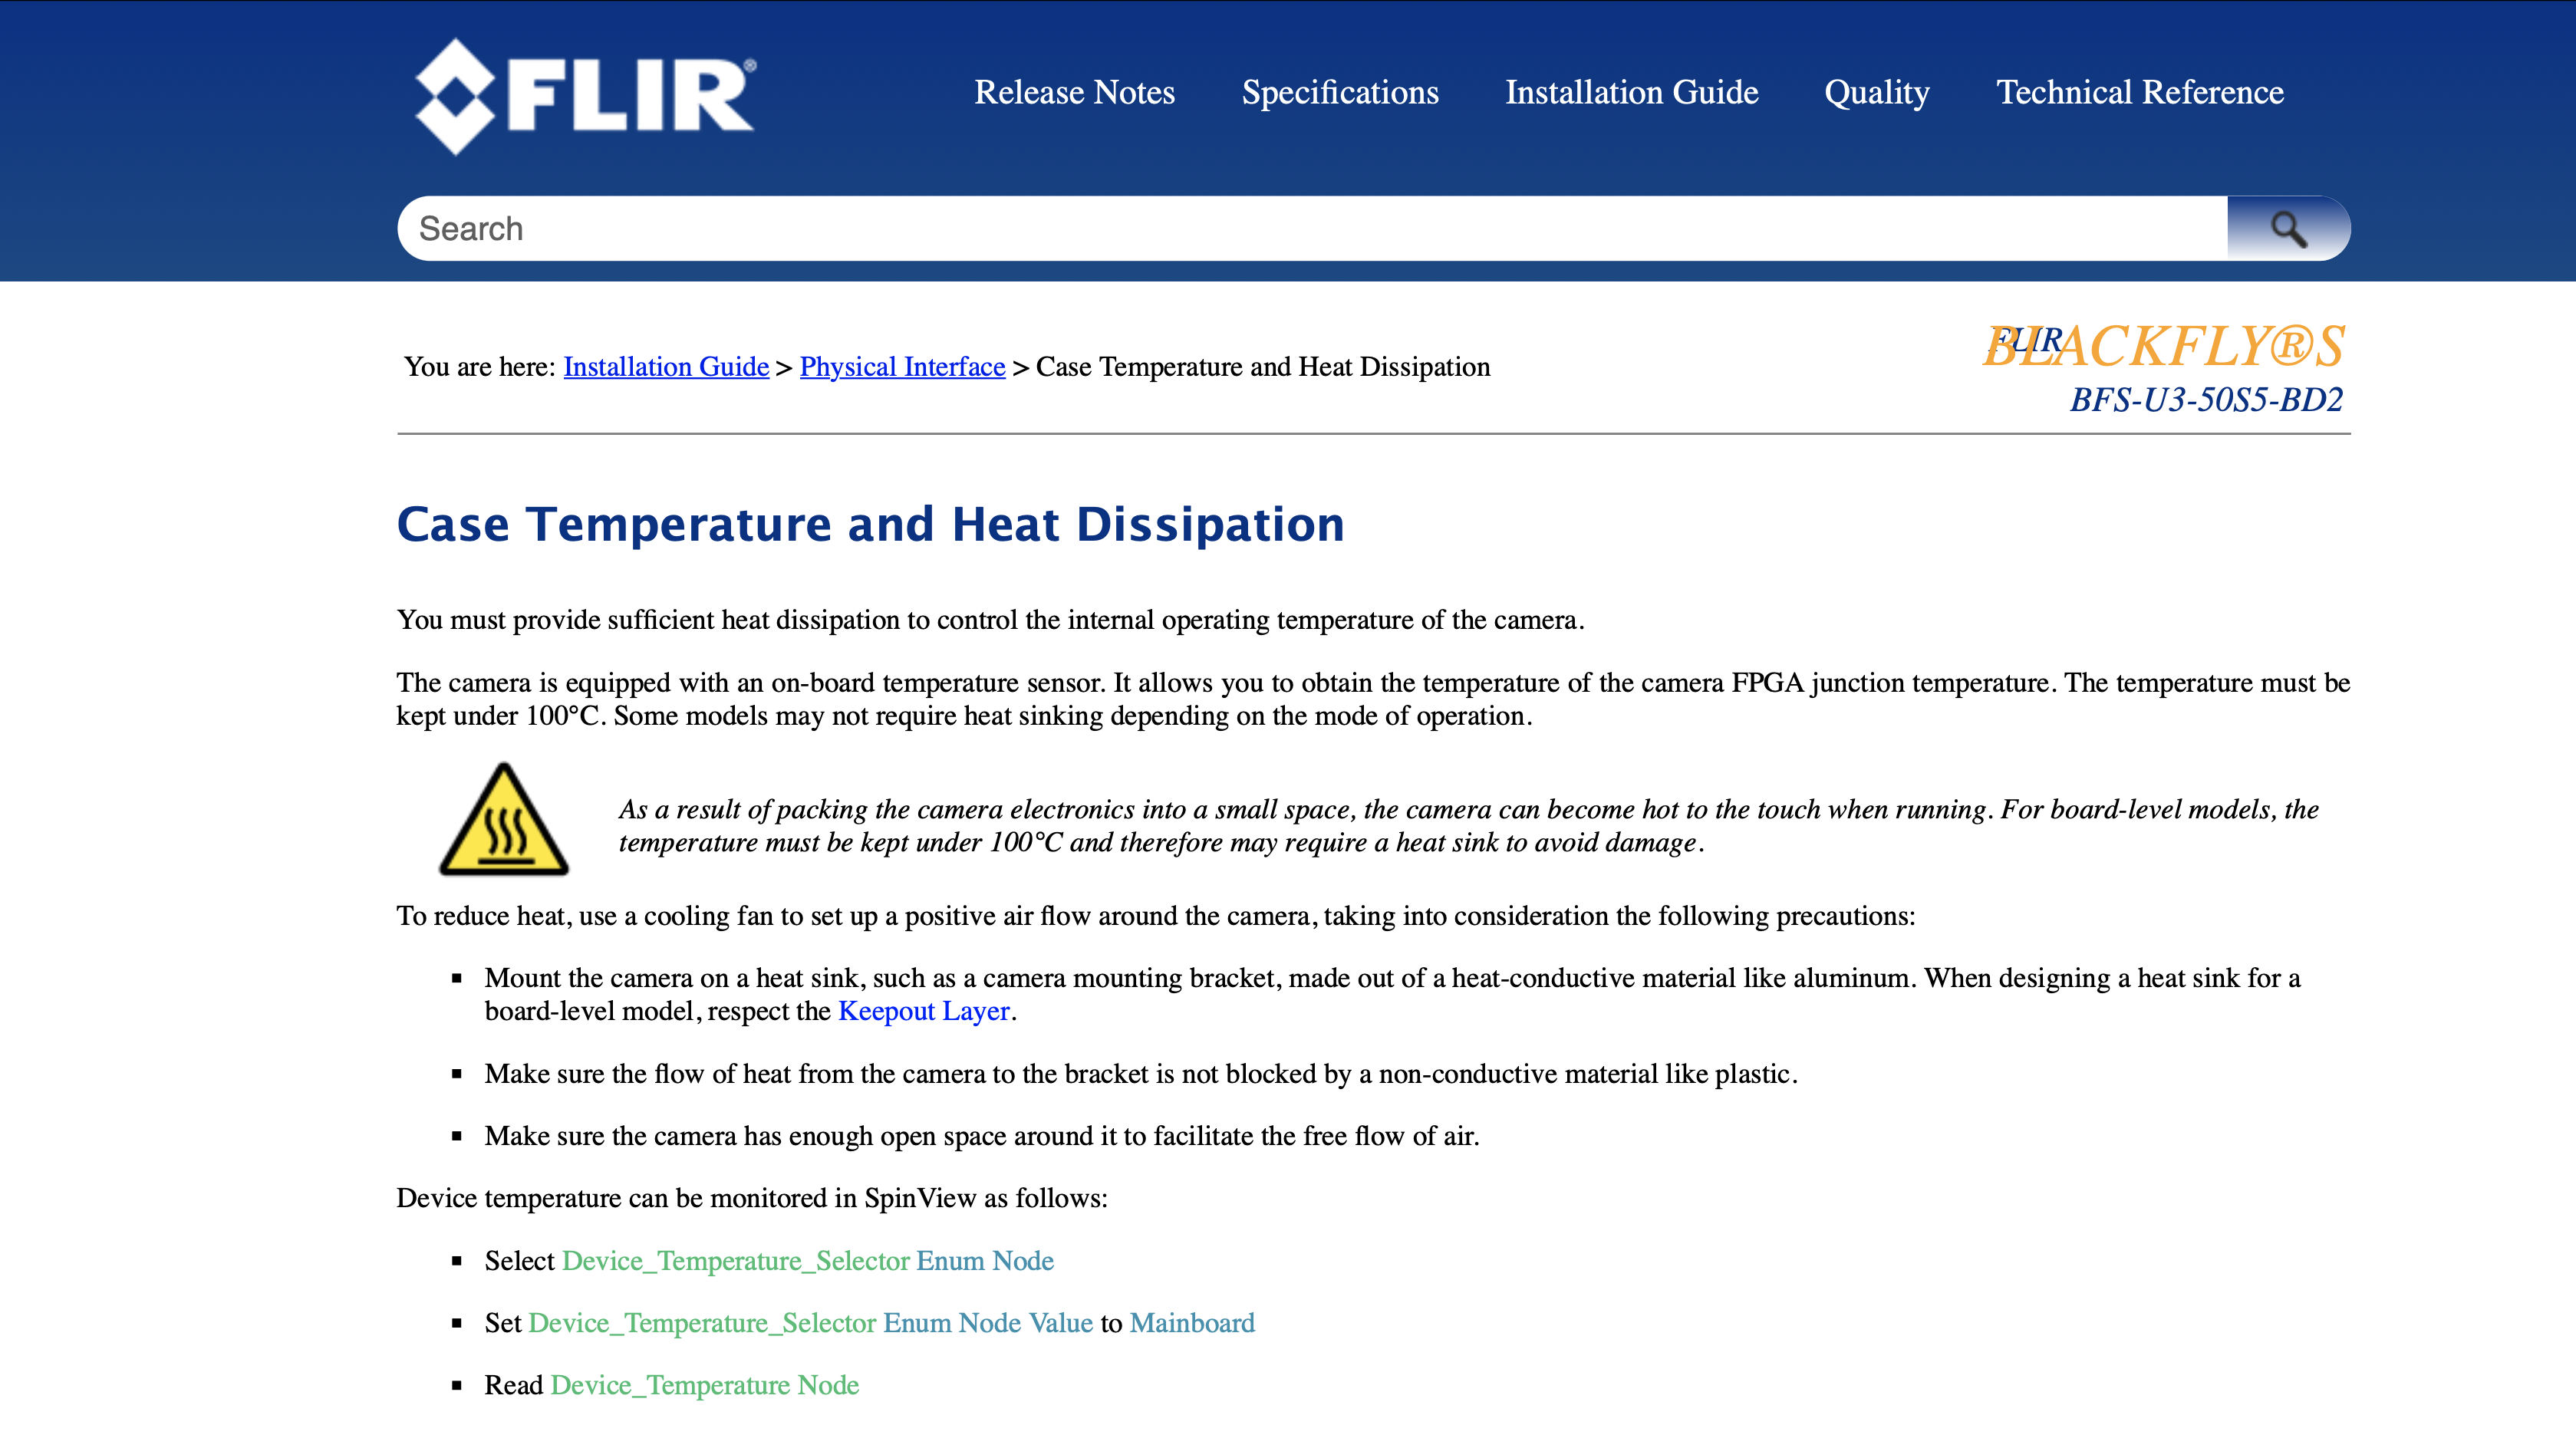 FLIR®
Release Notes Specifications Installation Guide Quality Technical Reference
Search
You are here: Installation Guide > Physical Interface > Case Temperature and Heat Dissipation
FLIR
BLACKFLY®S
BFS-U3-50S5-BD2
Case Temperature and Heat Dissipation
You must provide sufficient heat dissipation to control the internal operating temperature of the camera.
The camera is equipped with an on-board temperature sensor. It allows you to obtain the temperature of the camera FPGA junction temperature. The temperature must be
kept under 100°C. Some models may not require heat sinking depending on the mode of operation.
As a result of packing the camera electronics into a small space, the camera can become hot to the touch when running. For board-level models, the
temperature must be kept under 100°C and therefore may require a heat sink to avoid damage.
To reduce heat, use a cooling fan to set up a positive air flow around the camera, taking into consideration the following precautions:
▪ Mount the camera on a heat sink, such as a camera mounting bracket, made out of a heat-conductive material like aluminum. When designing a heat sink for a
board-level model, respect the Keepout Layer.
▪ Make sure the flow of heat from the camera to the bracket is not blocked by a non-conductive material like plastic.
▪ Make sure the camera has enough open space around it to facilitate the free flow of air.
Device temperature can be monitored in SpinView as follows:
▪ Select Device_Temperature_Selector Enum Node
▪ Set Device_Temperature_Selector Enum Node Value to Mainboard
▪ Read Device_Temperature Node